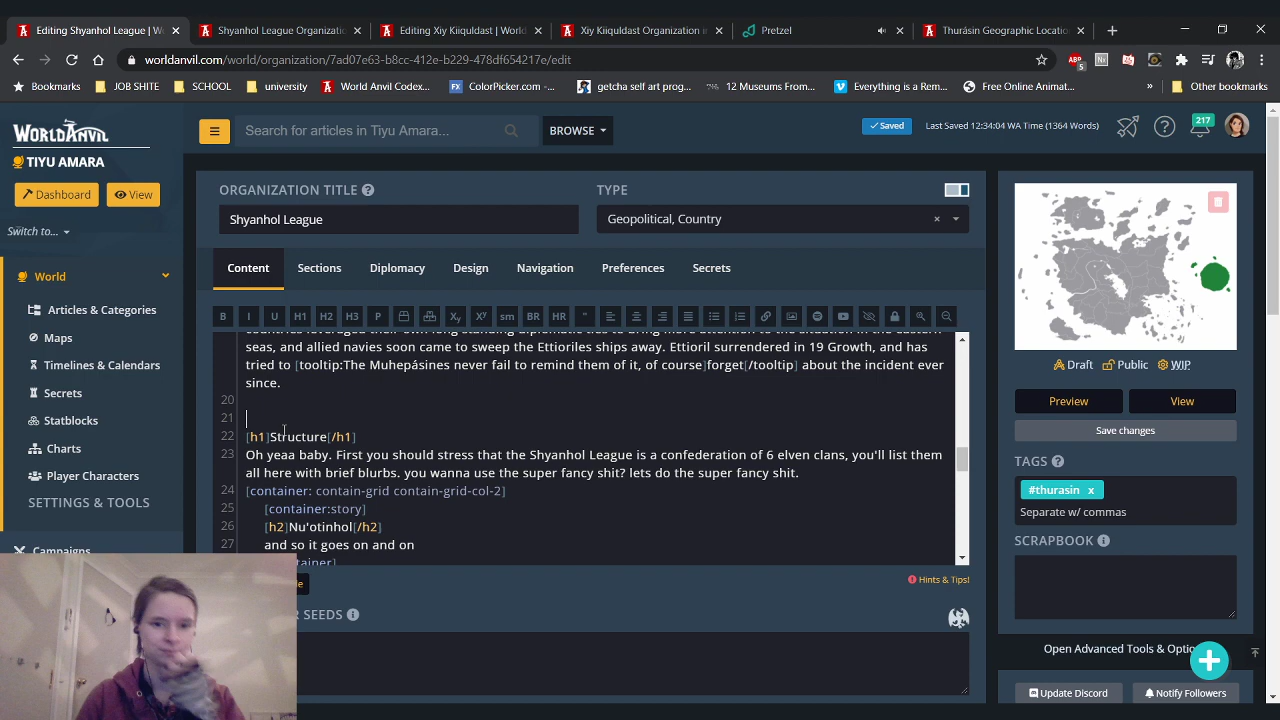 Editing Shyanhol League | W
Shyanhol League Organization
Editing Xiy Kiiquldast | World
Xiy Kiiquldast Organization in
Pretzel
Thurásin Geographic Locatio
worldanvil.com/world/organization/7ad07e63-b8cc-412e-b229-478df654217e/edit
Bookmarks
JOB SHITE
SCHOOL
university
World Anvil Codex...
ColorPicker.com -...
getcha self art prog...
12 Museums From...
Everything is a Rem...
Free Online Animat...
Other bookmarks
WORLDANVIL
TIYU AMARA
Dashboard
View
Switch to...
World
Articles & Categories
Maps
Timelines & Calendars
Secrets
Statblocks
Charts
Player Characters
SETTINGS & TOOLS
Campaigns
Search for articles in Tiyu Amara...
BROWSE
Saved
Last Saved 12:34:04 WA Time (1364 Words)
217
ORGANIZATION TITLE
TYPE
Shyanhol League
Geopolitical, Country
Content
Sections
Diplomacy
Design
Navigation
Preferences
Secrets
B I U H1 H2 H3 P sm BR HR
seas, and allied navies soon came to sweep the Ettioriles ships away. Ettioril surrendered in 19 Growth, and has
tried to [tooltip:The Muhepásines never fail to remind them of it, of course]forget[/tooltip] about the incident ever
since.
20
21
22 [h1]Structure[/h1]
23 Oh yeaa baby. First you should stress that the Shyanhol League is a confederation of 6 elven clans, you'll list them
all here with brief blurbs. you wanna use the super fancy shit? lets do the super fancy shit.
24 [container: contain-grid contain-grid-col-2]
25 [container:story]
26 [h2]Nu'otinhol[/h2]
27 and so it goes on and on
Hints & Tips!
SEEDS
Draft
Public
WIP
Preview
View
Save changes
TAGS
#thurasin x
Separate w/ commas
SCRAPBOOK
Open Advanced Tools & Optio
Update Discord
Notify Followers